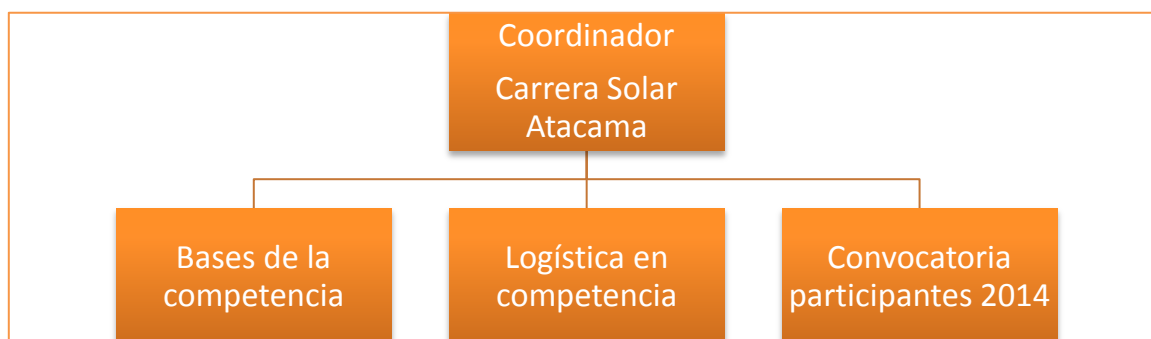 Coordinador
Carrera Solar
Atacama
Bases de la
competencia
Logística en
competencia
Convocatoria
participantes 2014